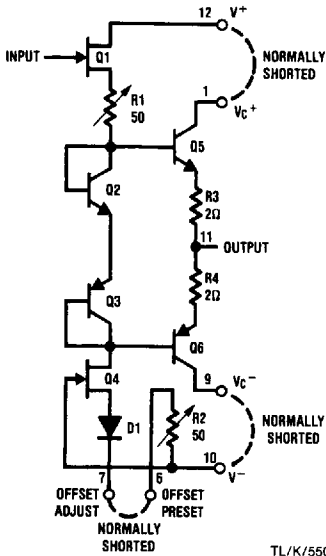 12 V+
INPUT
Q1
NORMALLY
SHORTED
R1
50
1
VC+
Q5
Q2
R3
2Ω
11
OUTPUT
R4
2Ω
Q3
Q6
Q4
9
VC−
R2
50
NORMALLY
SHORTED
D1
10
V−
7
6
OFFSET
ADJUST
OFFSET
PRESET
NORMALLY
SHORTED